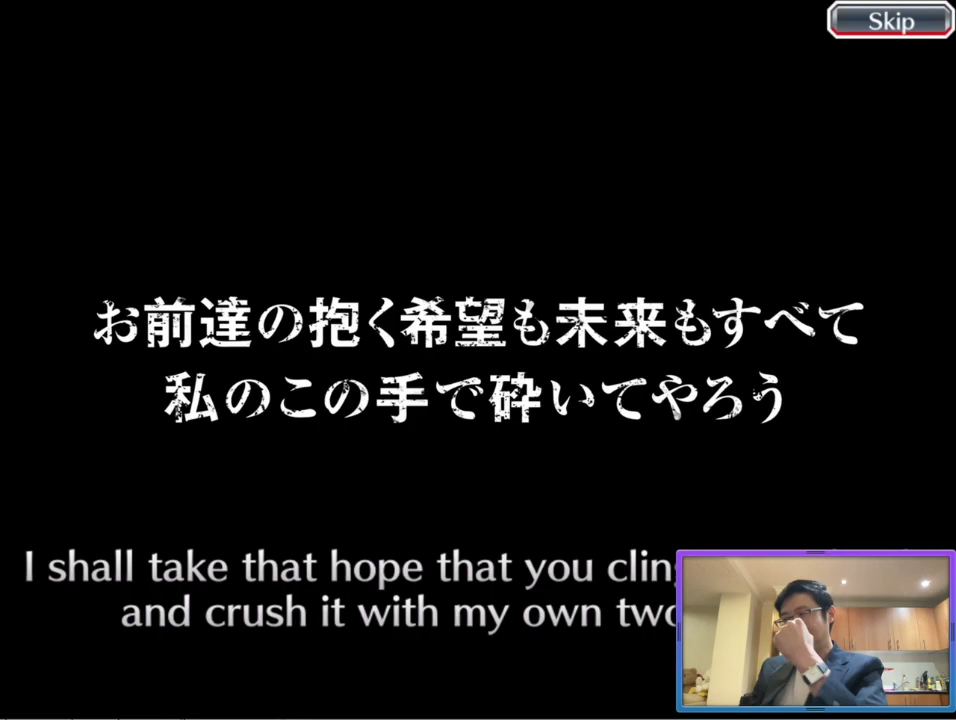 Skip
お前達の抱く希望も未来もすべて
私のこの手で砕いてやろう
I shall take that hope that you
and crush it with my own